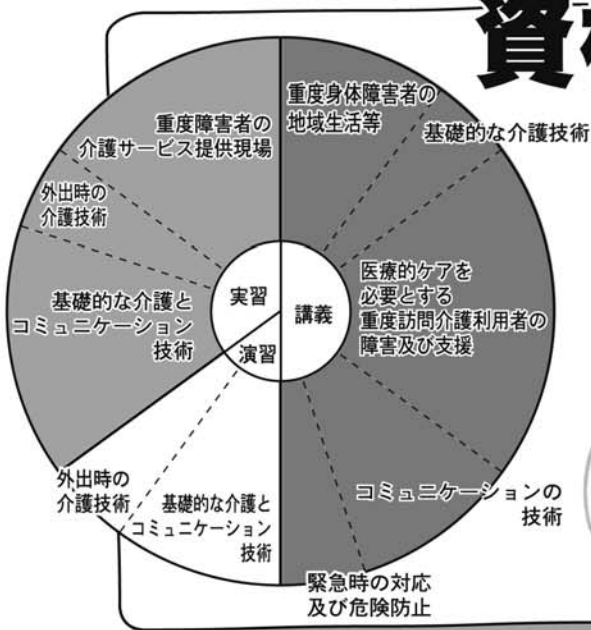 資
重度身体障害者の
地域生活等
基礎的な介護技術
医療的ケアを
必要とする
重度訪問介護利用者の
障害及び支援
コミュニケーションの
技術
緊急時の対応
及び危険防止
講義
実習
演習
重度障害者の
介護サービス提供現場
外出時の
介護技術
基礎的な介護と
コミュニケーション
技術
外出時の
介護技術
基礎的な介護と
コミュニケーション
技術